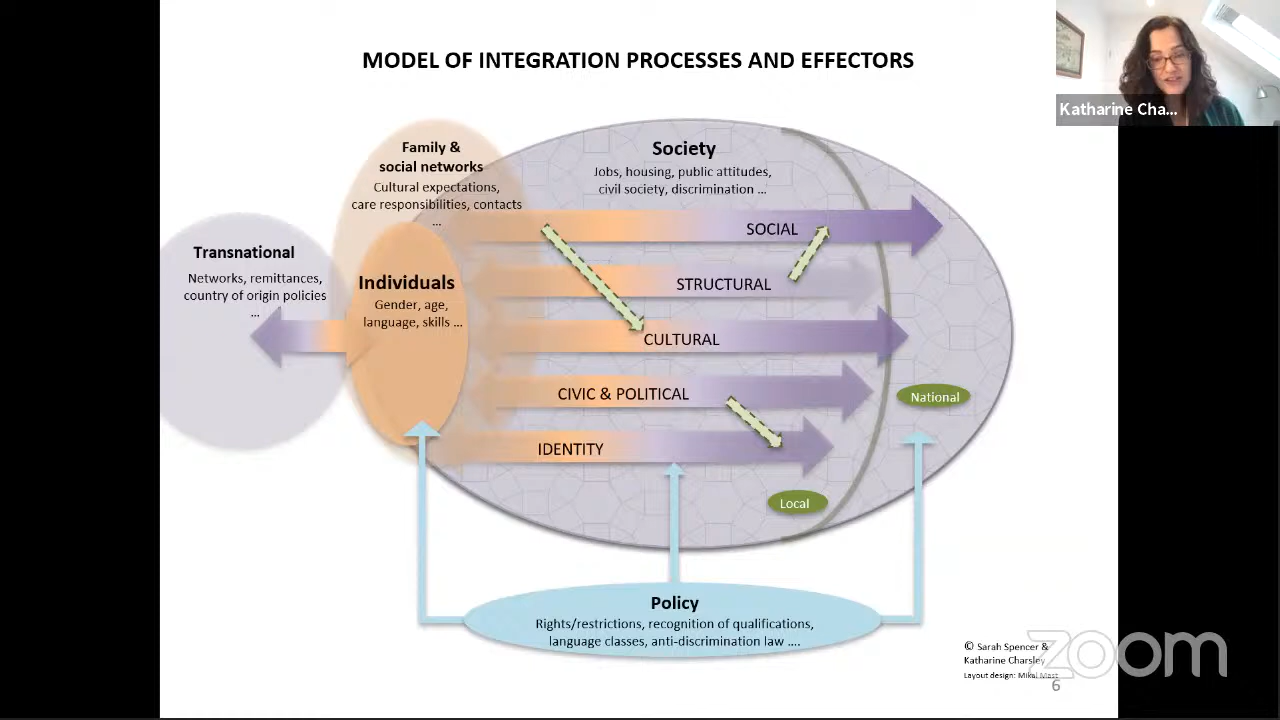 MODEL OF INTEGRATION PROCESSES AND EFFECTORS
Katharine Cha...
Family &
social networks
Cultural expectations,
care responsibilities, contacts
...
Society
Jobs, housing, public attitudes,
civil society, discrimination ...
Transnational
Networks, remittances,
country of origin policies
...
Individuals
Gender, age,
language, skills ...
SOCIAL
STRUCTURAL
CULTURAL
CIVIC & POLITICAL
IDENTITY
National
Local
Policy
Rights/restrictions, recognition of qualifications,
language classes, anti-discrimination law ....
© Sarah Spencer &
Katharine Charsley
Layout design: Mikal Mast
6
zoom